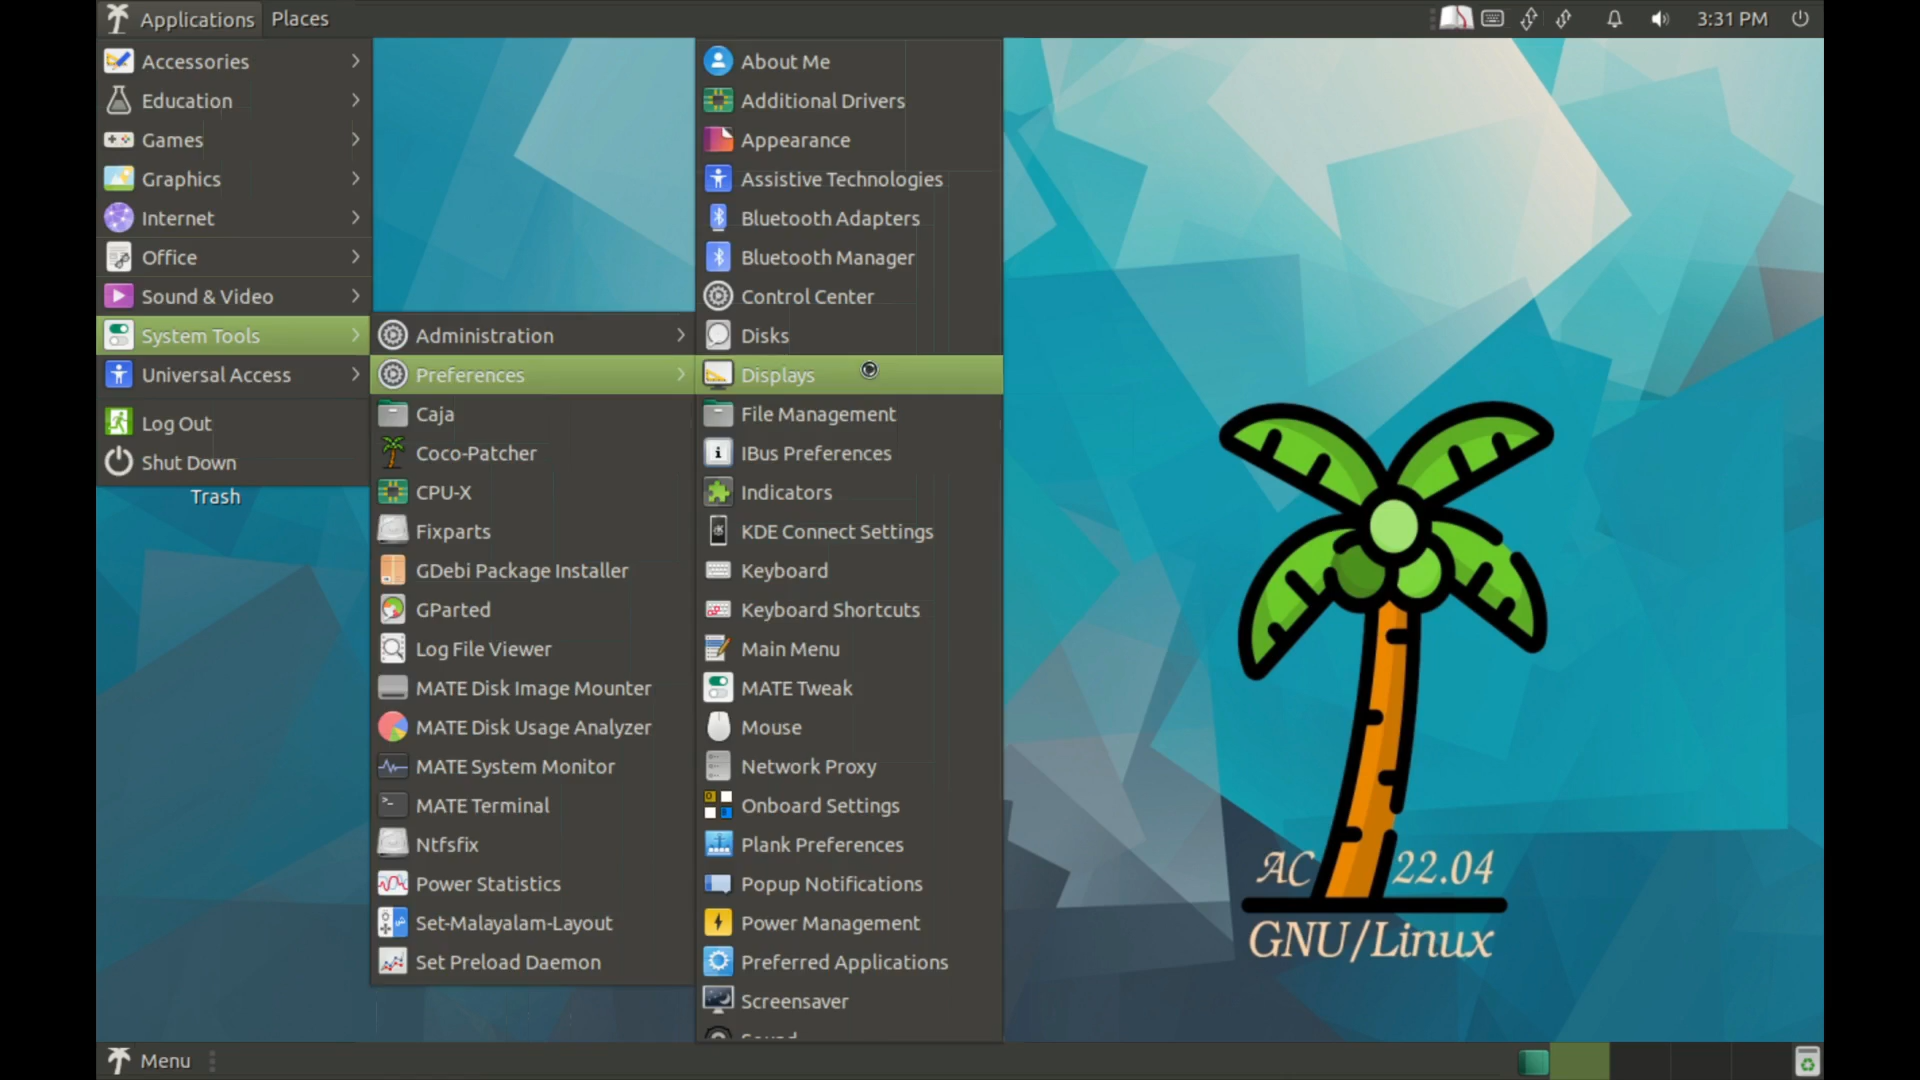 Applications
Places
3:31 PM
Accessories
Education
Games
Graphics
Internet
Office
Sound & Video
System Tools
Universal Access
Log Out
Shut Down
Trash
Administration
Preferences
Caja
Coco-Patcher
CPU-X
Fixparts
GDebi Package Installer
GParted
Log File Viewer
MATE Disk Image Mounter
MATE Disk Usage Analyzer
MATE System Monitor
MATE Terminal
Ntfsfix
Power Statistics
Set-Malayalam-Layout
Set Preload Daemon
About Me
Additional Drivers
Appearance
Assistive Technologies
Bluetooth Adapters
Bluetooth Manager
Control Center
Disks
Displays
File Management
IBus Preferences
Indicators
KDE Connect Settings
Keyboard
Keyboard Shortcuts
Main Menu
MATE Tweak
Mouse
Network Proxy
Onboard Settings
Plank Preferences
Popup Notifications
Power Management
Preferred Applications
Screensaver
AC 22.04
GNU/Linux
Menu